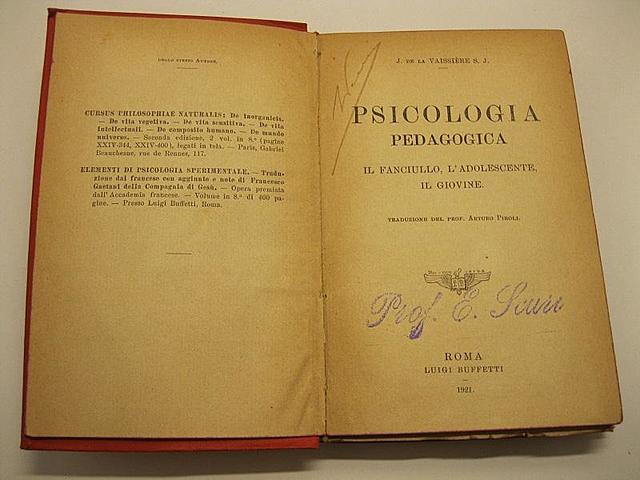 DELLO STESSO AUTORE.
CURSUS PHILOSOPHIAE NATURALIS: De inorganicis.
— De vita vegetiva. — De vita sensitiva. — De vita
intellectuali. — De composito humano. — De mundo
universo. — Seconda edizione, 2 vol. in 8.° (pagine
XXIV-344, XXIV-400), legati in tela. — Paris, Gabriel
Beauchesne, rue de Rennes, 117.
ELEMENTI DI PSICOLOGIA SPERIMENTALE. — Tradu-
zione dal francese con aggiunte e note di Francesco
Gaetani della Compagnia di Gesù. — Opera premiata
dall'Accademia francese. — Volume in 8.° di 400 pa-
gine. — Presso Luigi Buffetti, Roma.
J. DE LA VAISSIÈRE S. J.
PSICOLOGIA
PEDAGOGICA
IL FANCIULLO, L'ADOLESCENTE,
IL GIOVINE.
TRADUZIONE DEL PROF. ARTURO PIROLI.
Prof. E.
ROMA
LUIGI BUFFETTI
—
1921.